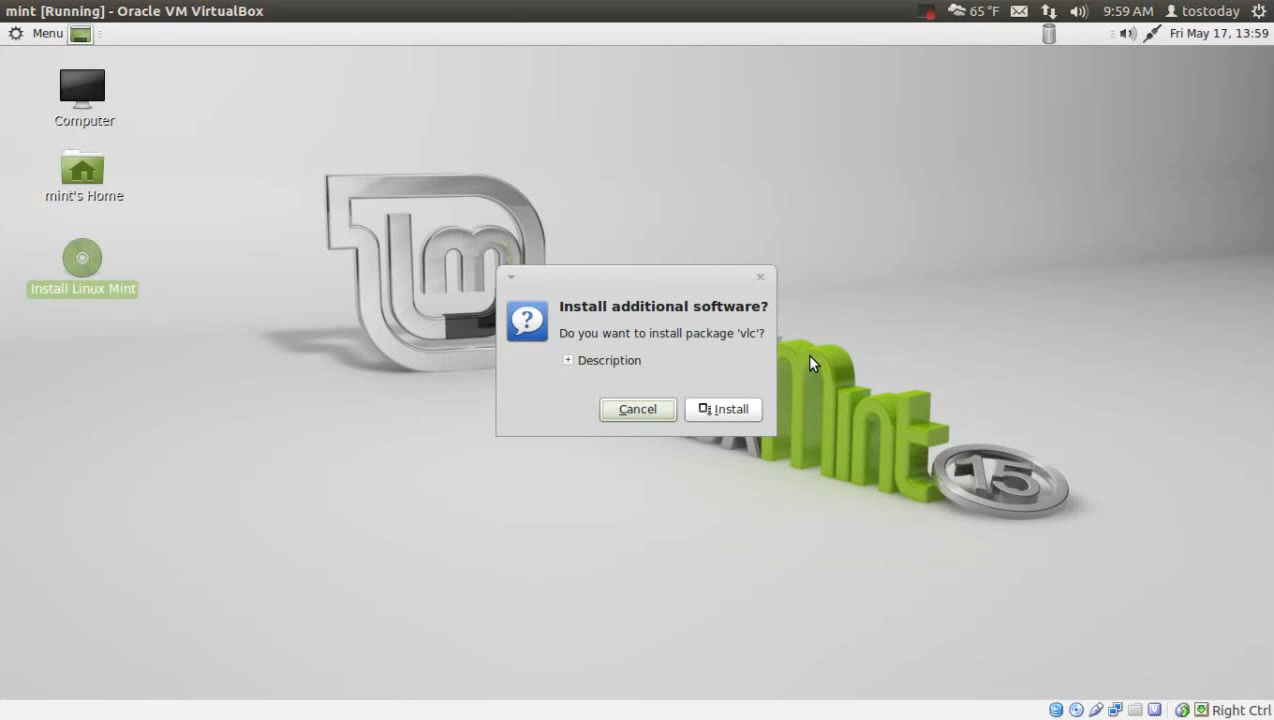 mint [Running] - Oracle VM VirtualBox
65 °F
9:59 AM
tostoday
Menu
Fri May 17, 13:59
Computer
mint's Home
Install Linux Mint
lm
Install additional software?
Do you want to install package 'vlc'?
+ Description
Cancel
Install
Mint
15
Right Ctrl